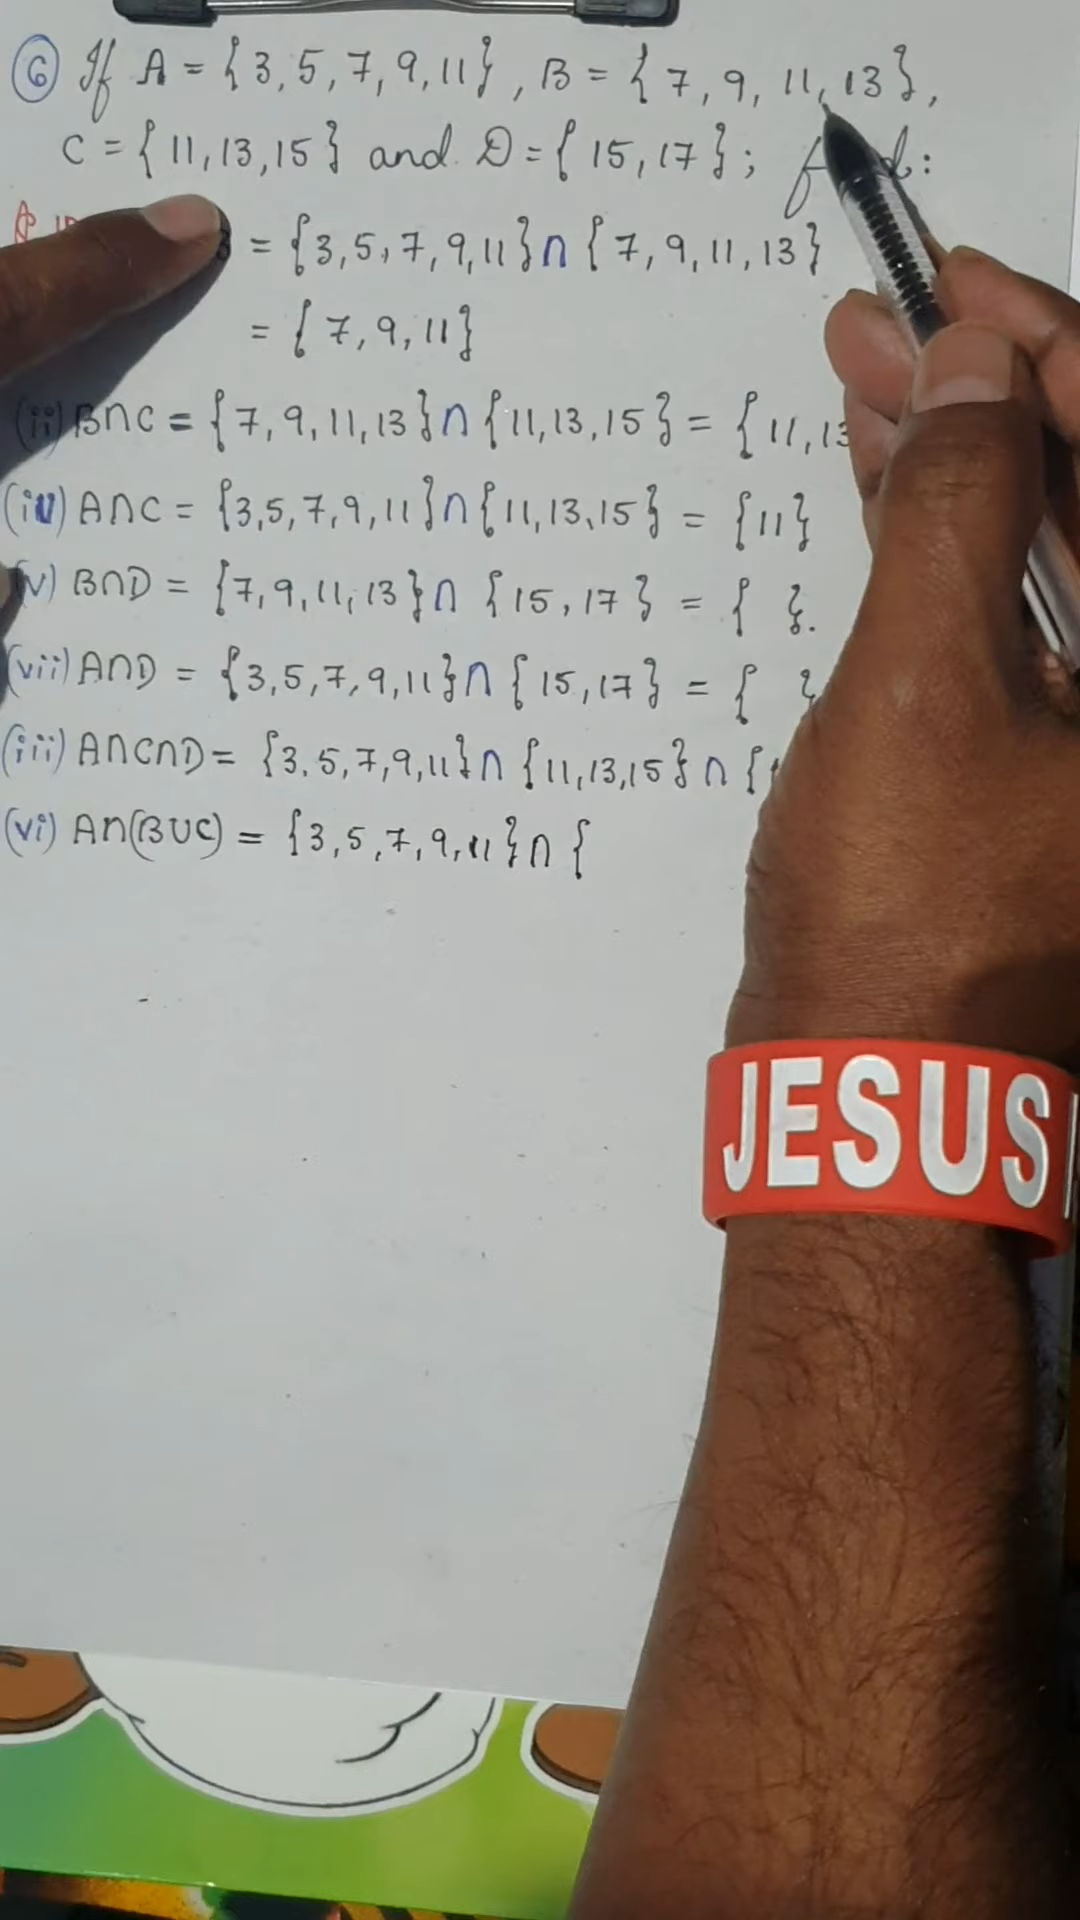 6 If A = {3, 5, 7, 9, 11}, B = {7, 9, 11, 13},
C = {11, 13, 15} and D = {15, 17};
= {3, 5, 7, 9, 11} ∩ {7, 9, 11, 13}
= {7, 9, 11}
(ii) B∩C = {7, 9, 11, 13} ∩ {11, 13, 15} = {11, 13
(iv) A∩C = {3, 5, 7, 9, 11} ∩ {11, 13, 15} = {11}
(v) B∩D = {7, 9, 11, 13} ∩ {15, 17} = { }.
(vii) A∩D = {3, 5, 7, 9, 11} ∩ {15, 17} = { }
(iii) A∩C∩D = {3, 5, 7, 9, 11} ∩ {11, 13, 15} ∩ {
(vi) A∩(B∪C) = {3, 5, 7, 9, 11} ∩ {
JESUS